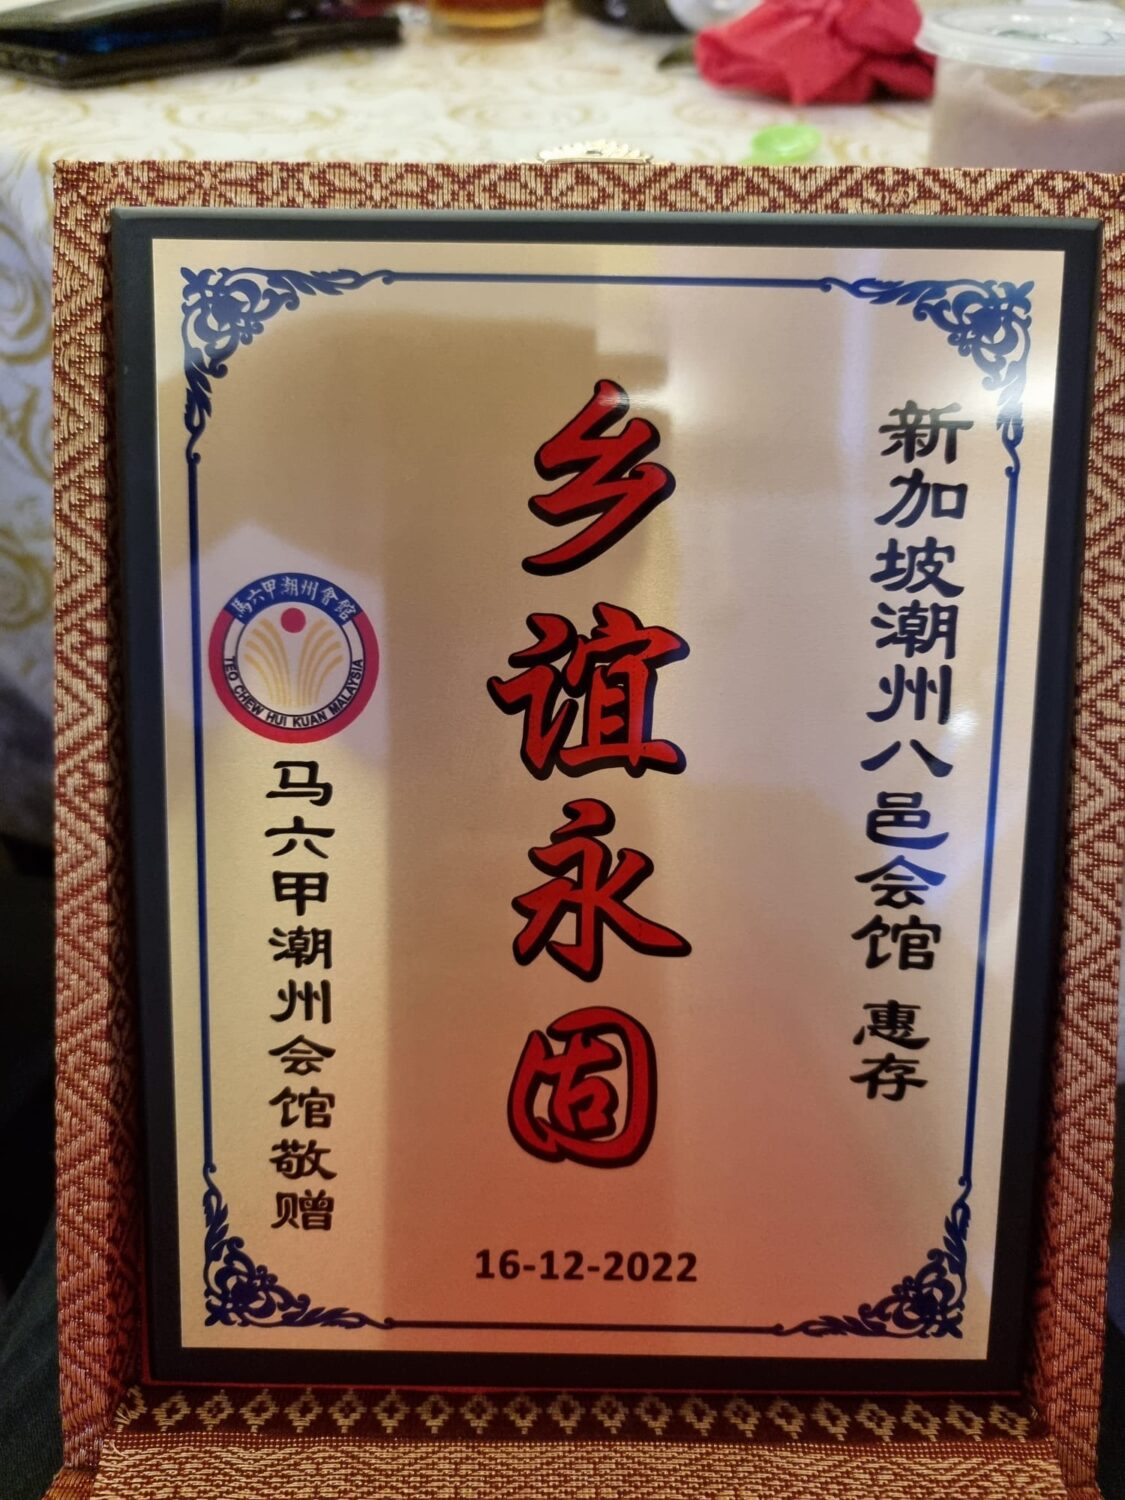 新加坡潮州八邑会馆 惠存
乡谊永固
馬六甲潮州會館
TEO CHEW HUI KUAN MALAYSIA
马六甲潮州会馆敬赠
16-12-2022